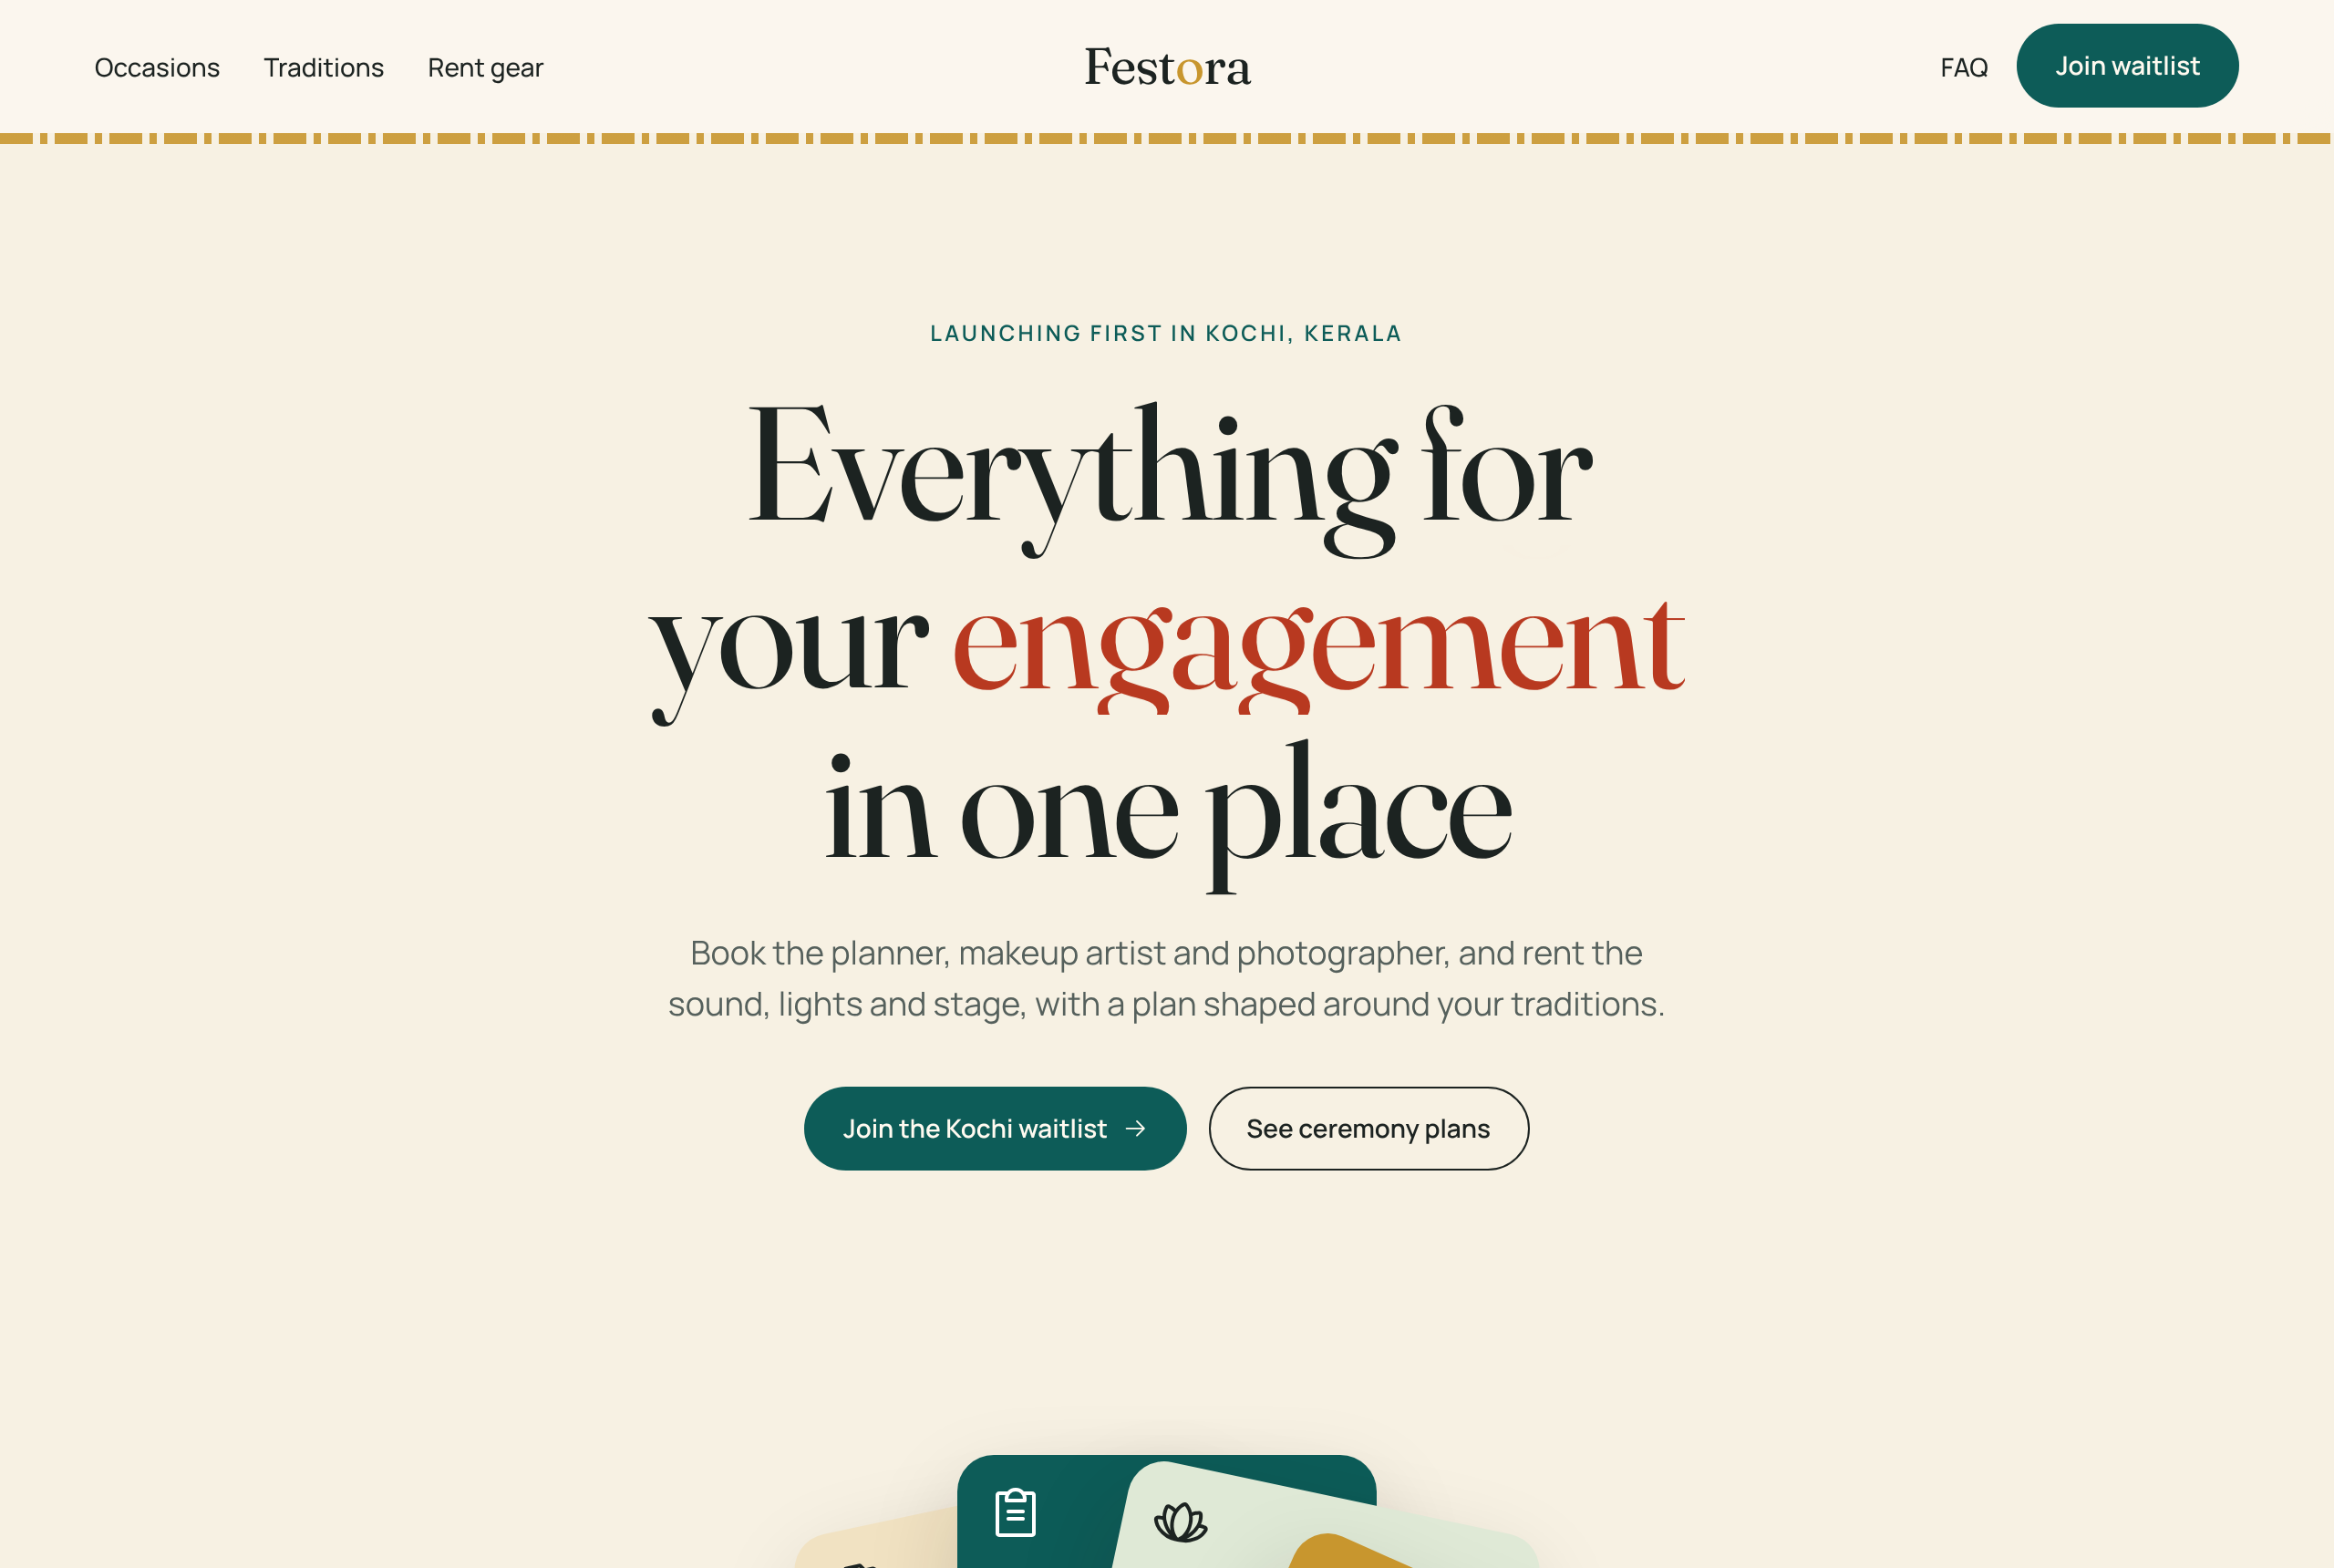 Occasions Traditions Rent gear Festora FAQ Join waitlist
LAUNCHING FIRST IN KOCHI, KERALA
Everything for
your engagement
in one place
Book the planner, makeup artist and photographer, and rent the
sound, lights and stage, with a plan shaped around your traditions.
Join the Kochi waitlist → See ceremony plans